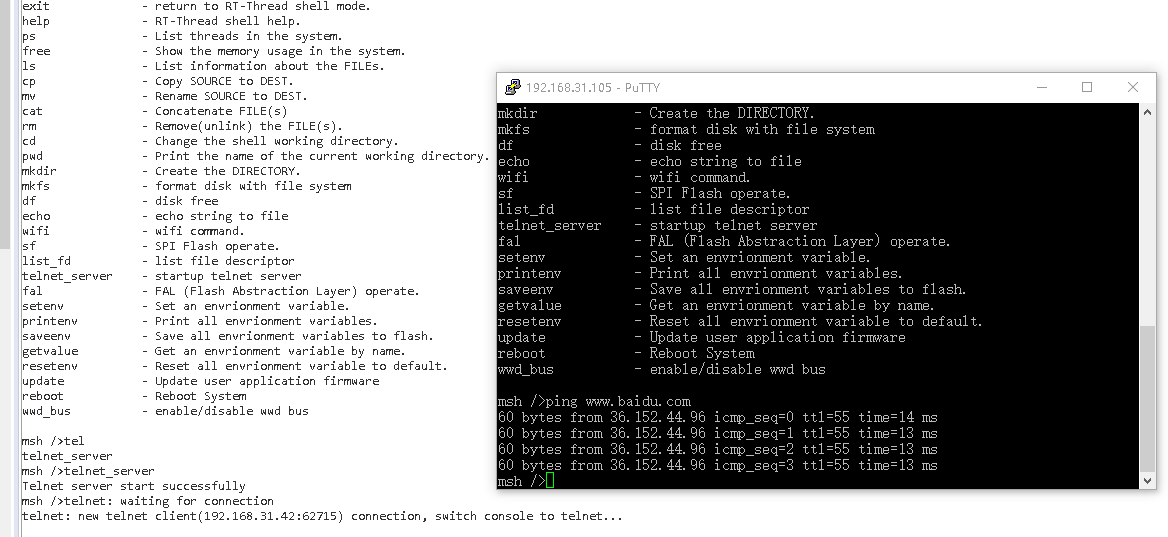 exit - return to RT-Thread shell mode.
help - RT-Thread shell help.
ps - List threads in the system.
free - Show the memory usage in the system.
ls - List information about the FILEs.
cp - Copy SOURCE to DEST.
mv - Rename SOURCE to DEST.
cat - Concatenate FILE(s)
rm - Remove(unlink) the FILE(s).
cd - Change the shell working directory.
pwd - Print the name of the current working directory.
mkdir - Create the DIRECTORY.
mkfs - format disk with file system
df - disk free
echo - echo string to file
wifi - wifi command.
sf - SPI Flash operate.
list_fd - list file descriptor
telnet_server - startup telnet server
fal - FAL (Flash Abstraction Layer) operate.
setenv - Set an envrionment variable.
printenv - Print all envrionment variables.
saveenv - Save all envrionment variables to flash.
getvalue - Get an envrionment variable by name.
resetenv - Reset all envrionment variable to default.
update - Update user application firmware
reboot - Reboot System
wwd_bus - enable/disable wwd bus
msh />tel
telnet_server
msh />telnet_server
Telnet server start successfully
msh />telnet: waiting for connection
telnet: new telnet client(192.168.31.42:62715) connection, switch console to telnet...
192.168.31.105 - PuTTY
mkdir - Create the DIRECTORY.
mkfs - format disk with file system
df - disk free
echo - echo string to file
wifi - wifi command.
sf - SPI Flash operate.
list_fd - list file descriptor
telnet_server - startup telnet server
fal - FAL (Flash Abstraction Layer) operate.
setenv - Set an envrionment variable.
printenv - Print all envrionment variables.
saveenv - Save all envrionment variables to flash.
getvalue - Get an envrionment variable by name.
resetenv - Reset all envrionment variable to default.
update - Update user application firmware
reboot - Reboot System
wwd_bus - enable/disable wwd bus
msh />ping www.baidu.com
60 bytes from 36.152.44.96 icmp_seq=0 ttl=55 time=14 ms
60 bytes from 36.152.44.96 icmp_seq=1 ttl=55 time=13 ms
60 bytes from 36.152.44.96 icmp_seq=2 ttl=55 time=13 ms
60 bytes from 36.152.44.96 icmp_seq=3 ttl=55 time=13 ms
msh />